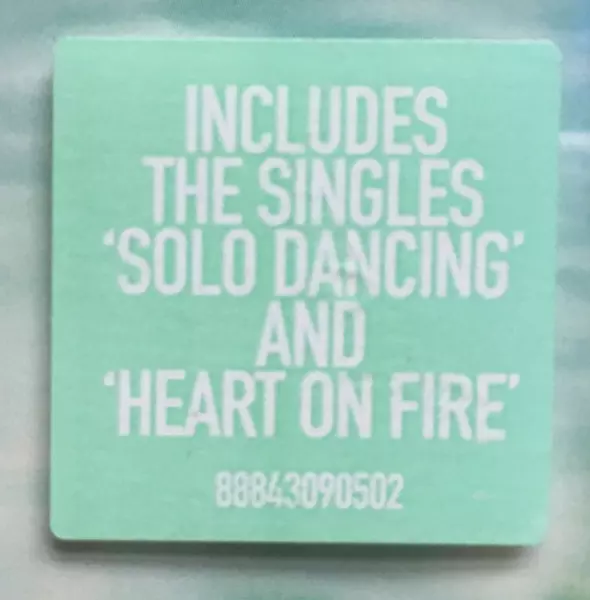 INCLUDES
THE SINGLES
‘SOLO DANCING’
AND
‘HEART ON FIRE’
88843090502